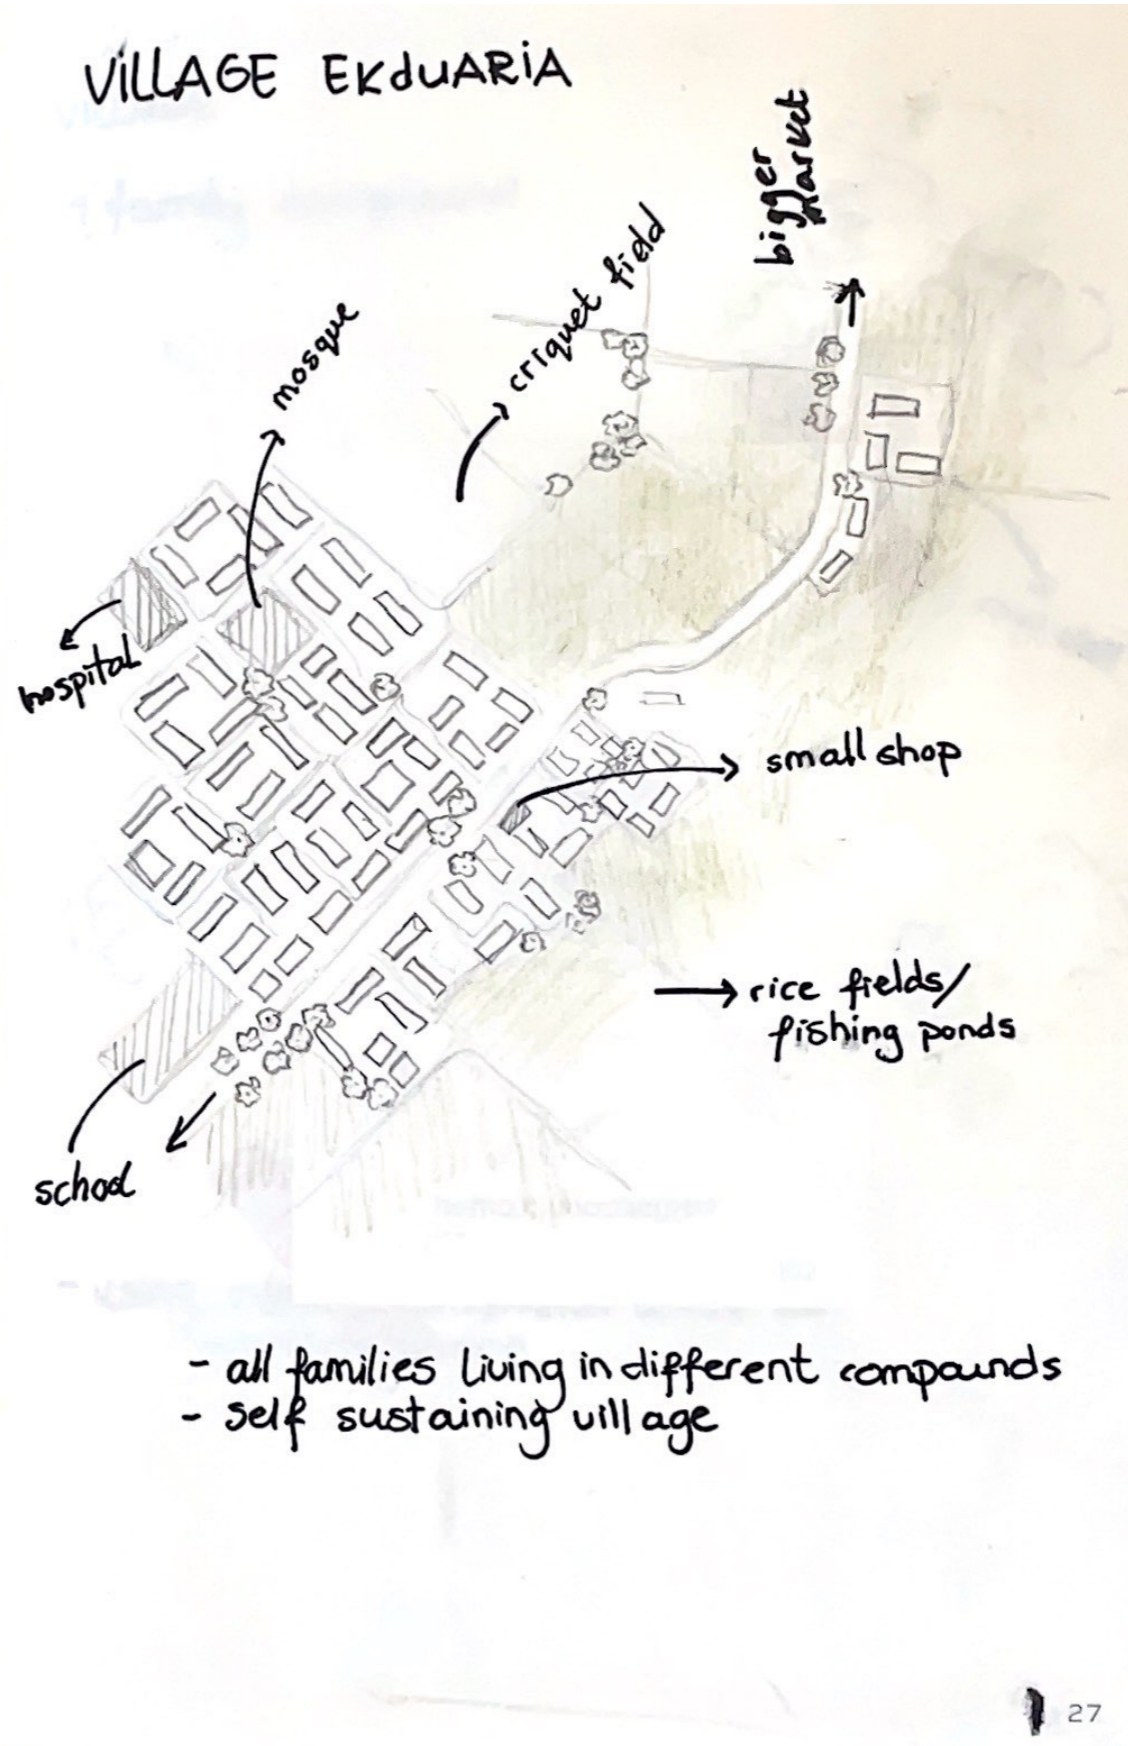 VILLAGE EKDUARIA
bigger
market
criquet field
mosque
hospital
small shop
rice fields/
fishing ponds
school
- all families living in different compounds
- self sustaining village
27